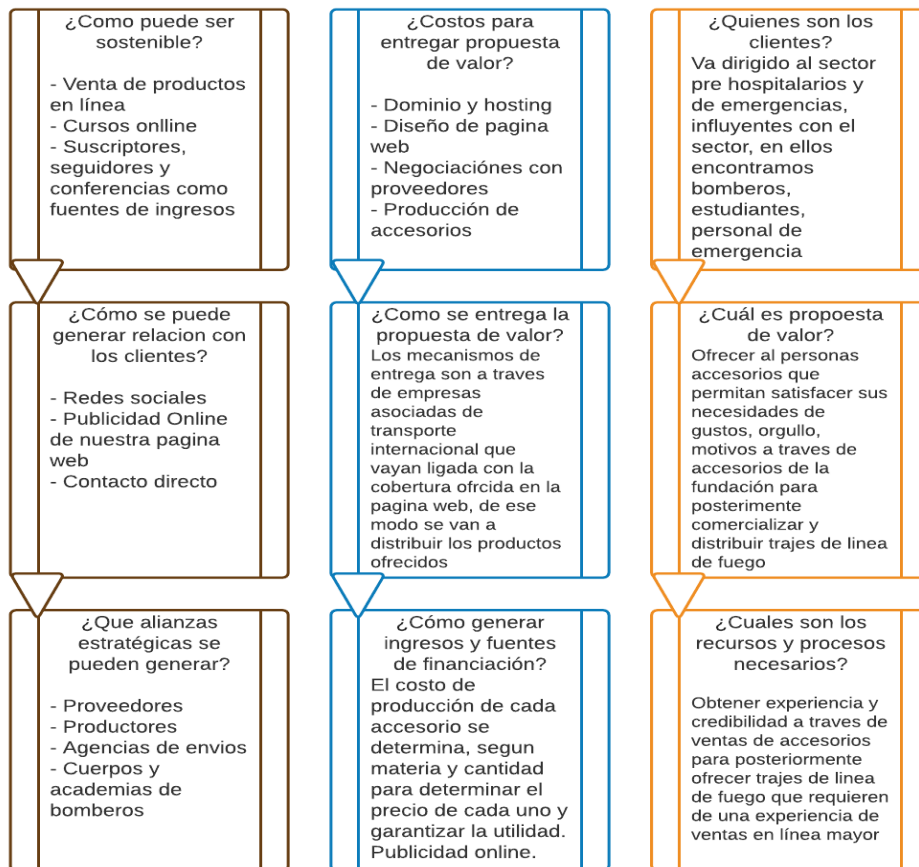 ¿Como puede ser
sostenible?
- Venta de productos
en línea
- Cursos onlline
- Suscriptores,
seguidores y
conferencias como
fuentes de ingresos
¿Costos para
entregar propuesta
de valor?
- Dominio y hosting
- Diseño de pagina
web
- Negociaciónes con
proveedores
- Producción de
accesorios
¿Quienes son los
clientes?
Va dirigido al sector
pre hospitalarios y
de emergencias,
influyentes con el
sector, en ellos
encontramos
bomberos,
estudiantes,
personal de
emergencia
¿Cómo se puede
generar relacion con
los clientes?
- Redes sociales
- Publicidad Online
de nuestra pagina
web
- Contacto directo
¿Como se entrega la
propuesta de valor?
Los mecanismos de
entrega son a traves
de empresas
asociadas de
transporte
internacional que
vayan ligada con la
cobertura ofrcida en la
pagina web, de ese
modo se van a
distribuir los productos
ofrecidos
¿Cuál es propoesta
de valor?
Ofrecer al personas
accesorios que
permitan satisfacer sus
necesidades de
gustos, orgullo,
motivos a traves de
accesorios de la
fundación para
posterimente
comercializar y
distribuir trajes de linea
de fuego
¿Que alianzas
estratégicas se
pueden generar?
- Proveedores
- Productores
- Agencias de envios
- Cuerpos y
academias de
bomberos
¿Cómo generar
ingresos y fuentes
de financiación?
El costo de
producción de cada
accesorio se
determina, segun
materia y cantidad
para determinar el
precio de cada uno y
garantizar la utilidad.
Publicidad online.
¿Cuales son los
recursos y procesos
necesarios?
Obtener experiencia y
credibilidad a traves de
ventas de accesorios
para posteriormente
ofrecer trajes de linea
de fuego que requieren
de una experiencia de
ventas en línea mayor